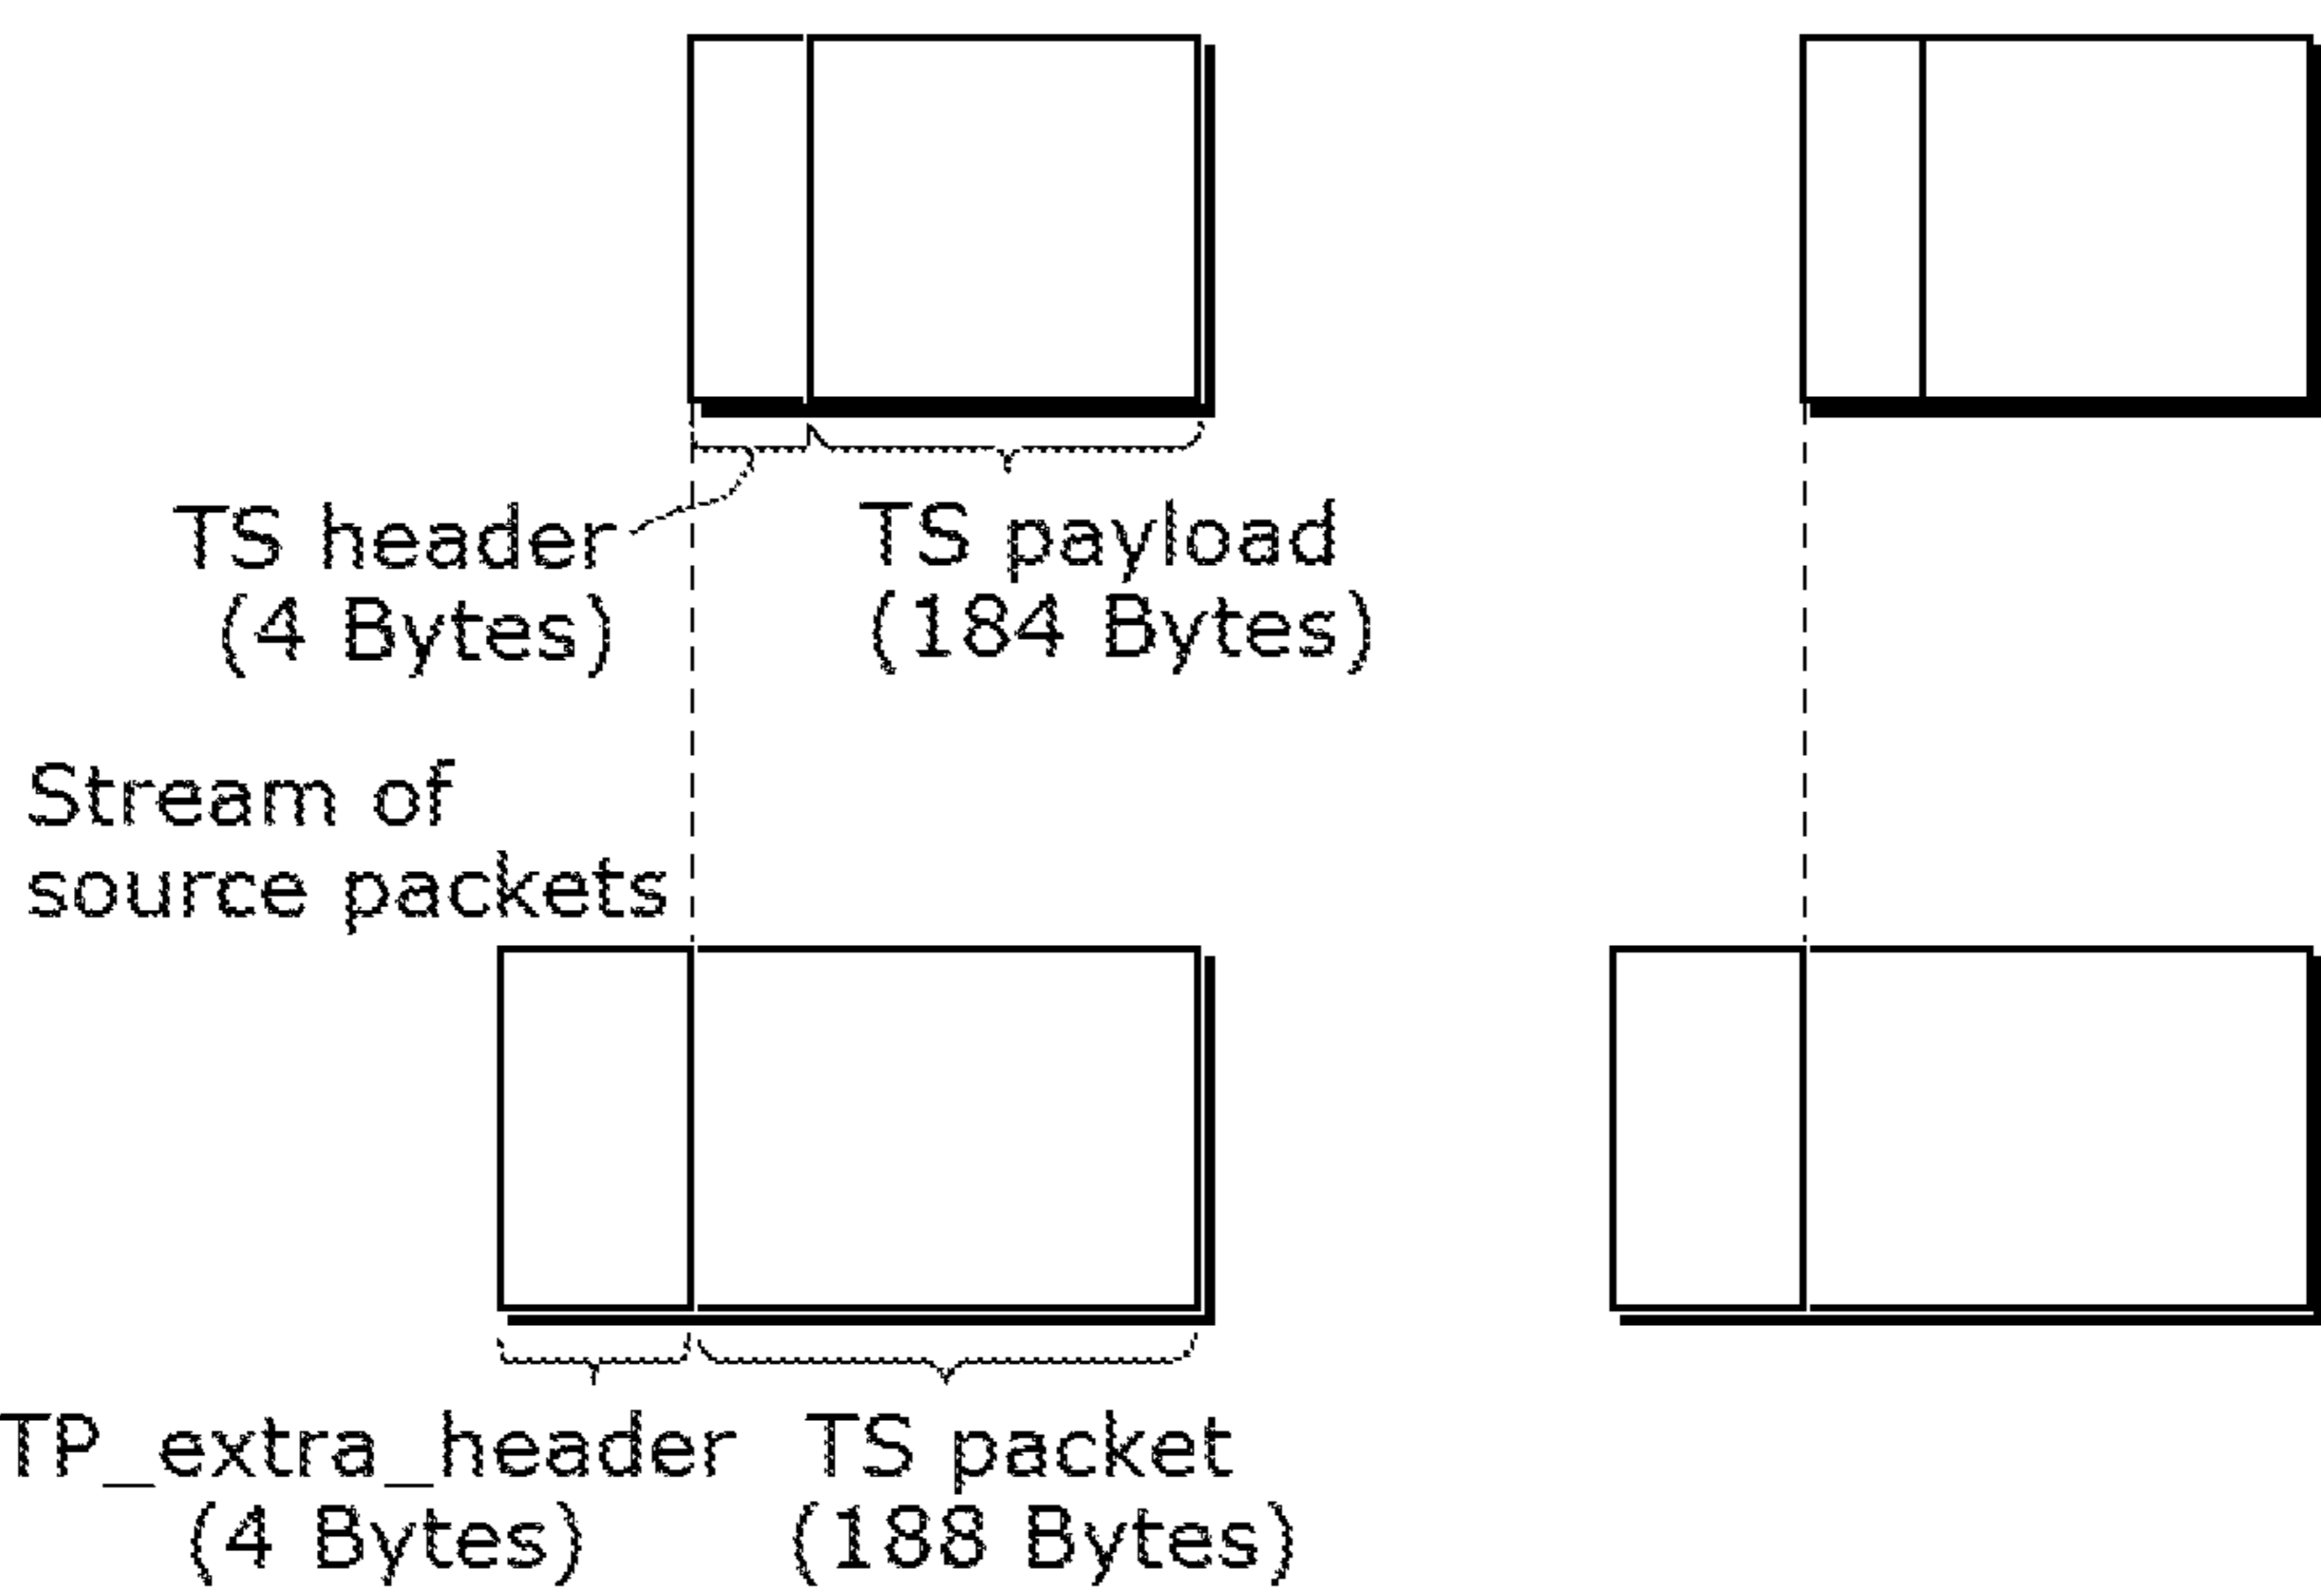 TS header
(4 Bytes)
TS payload
(184 Bytes)
Stream of
source packets
TP_extra_header
(4 Bytes)
TS packet
(188 Bytes)